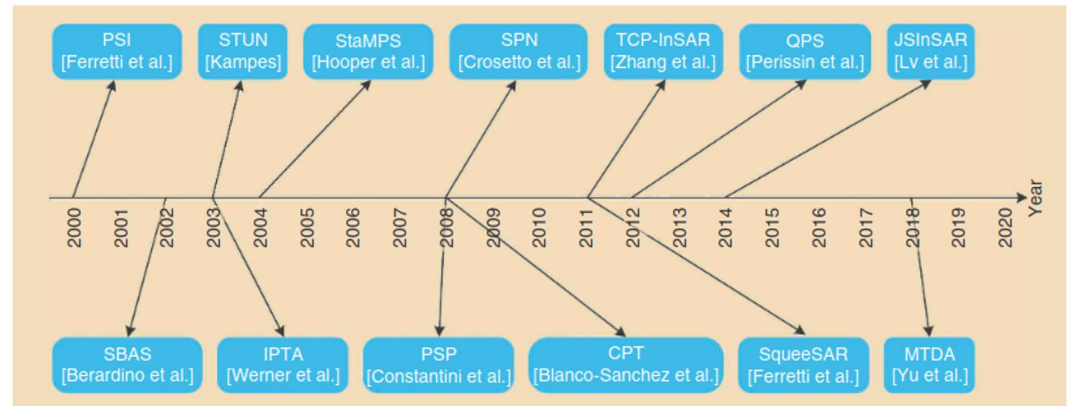 PSI
[Ferretti et al.]
STUN
[Kampes]
StaMPS
[Hooper et al.]
SPN
[Crosetto et al.]
TCP-InSAR
[Zhang et al.]
QPS
[Perissin et al.]
JSInSAR
[Lv et al.]
2000
2001
2002
2003
2004
2005
2006
2007
2008
2009
2010
2011
2012
2013
2014
2015
2016
2017
2018
2019
2020
Year
SBAS
[Berardino et al.]
IPTA
[Werner et al.]
PSP
[Constantini et al.]
CPT
[Blanco-Sanchez et al.]
SqueeSAR
[Ferretti et al.]
MTDA
[Yu et al.]